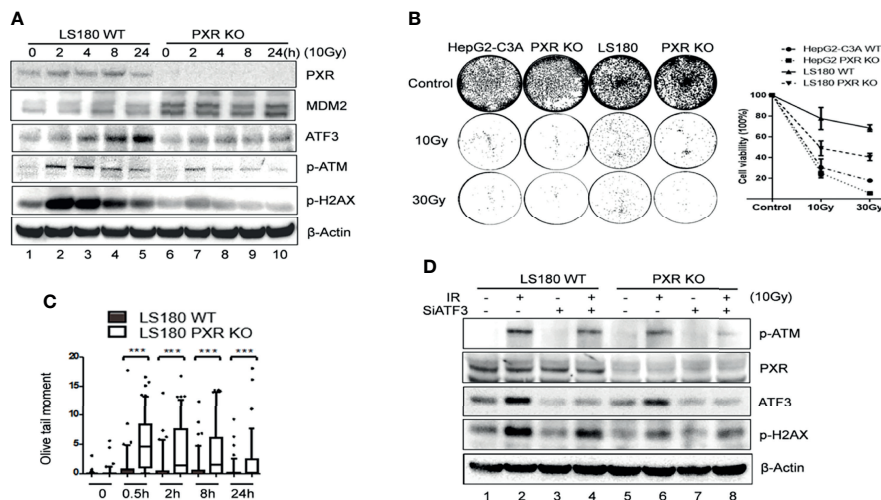 A
LS180 WT PXR KO
0 2 4 8 24 0 2 4 8 24(h) (10Gy)
PXR
MDM2
ATF3
p-ATM
p-H2AX
β-Actin
1 2 3 4 5 6 7 8 9 10
B
HepG2-C3A PXR KO LS180 PXR KO
Control
10Gy
30Gy
HepG2-C3A WT
HepG2 PXR KO
LS180 WT
LS180 PXR KO
Cell viability (100%)
100
80
60
40
20
Control 10Gy 30Gy
C
LS180 WT
LS180 PXR KO
Olive tail moment
20
15
10
5
0
*** *** *** ***
0 0.5h 2h 8h 24h
D
LS180 WT PXR KO
IR - + - + - + - + (10Gy)
SiATF3 - - + + - - + +
p-ATM
PXR
ATF3
p-H2AX
β-Actin
1 2 3 4 5 6 7 8